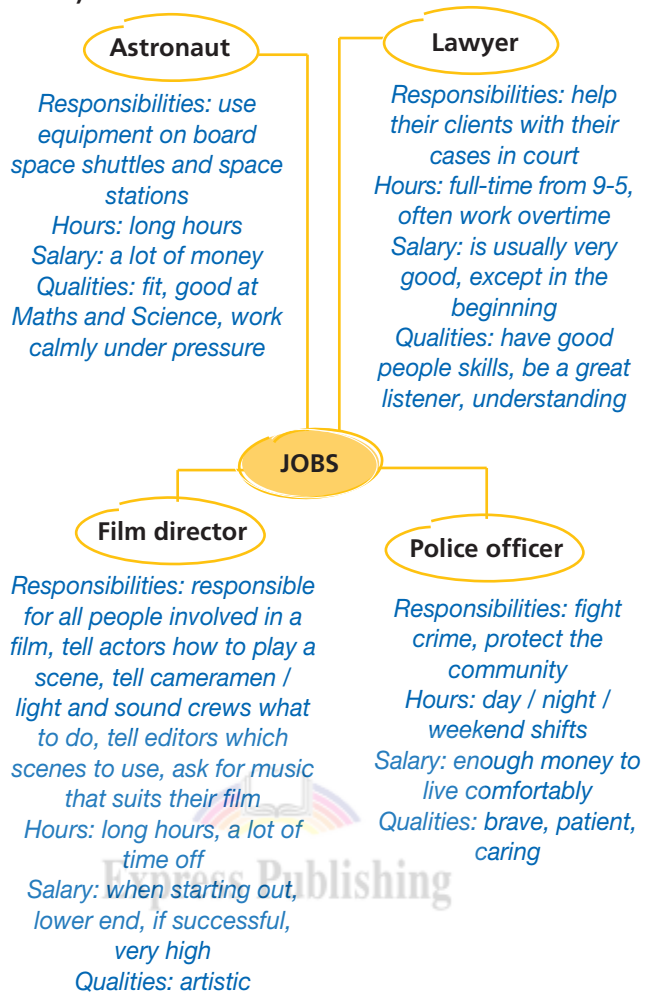 Astronaut
Responsibilities: use
equipment on board
space shuttles and space
stations
Hours: long hours
Salary: a lot of money
Qualities: fit, good at
Maths and Science, work
calmly under pressure
Lawyer
Responsibilities: help
their clients with their
cases in court
Hours: full-time from 9-5,
often work overtime
Salary: is usually very
good, except in the
beginning
Qualities: have good
people skills, be a great
listener, understanding
JOBS
Film director
Responsibilities: responsible
for all people involved in a
film, tell actors how to play a
scene, tell cameramen /
light and sound crews what
to do, tell editors which
scenes to use, ask for music
that suits their film
Hours: long hours, a lot of
time off
Salary: when starting out,
lower end, if successful,
very high
Qualities: artistic
Police officer
Responsibilities: fight
crime, protect the
community
Hours: day / night /
weekend shifts
Salary: enough money to
live comfortably
Qualities: brave, patient,
caring
Express Publishing